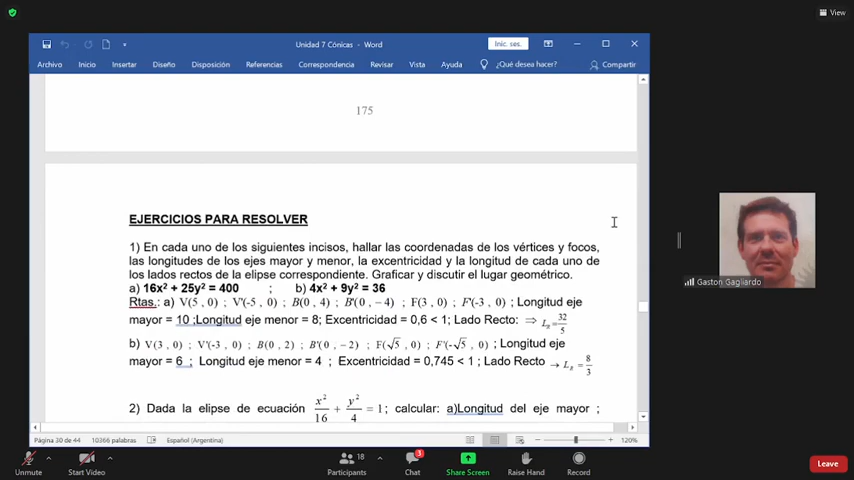 View
Unidad 7 Cónicas - Word
Inic. ses.
Archivo Inicio Insertar Diseño Disposición Referencias Correspondencia Revisar Vista Ayuda ¿Qué desea hacer? Compartir
175
EJERCICIOS PARA RESOLVER
1) En cada uno de los siguientes incisos, hallar las coordenadas de los vértices y focos,
las longitudes de los ejes mayor y menor, la excentricidad y la longitud de cada uno de
los lados rectos de la elipse correspondiente. Graficar y discutir el lugar geométrico.
a) 16x² + 25y² = 400 ; b) 4x² + 9y² = 36
Rtas.: a) V(5 , 0) ; V'(-5 , 0) ; B(0 , 4) ; B'(0 , – 4) ; F(3 , 0) ; F'(-3 , 0) ; Longitud eje
mayor = 10 ;Longitud eje menor = 8; Excentricidad = 0,6 < 1; Lado Recto: ⇒ L_R = 32/5
b) V(3 , 0) ; V'(-3 , 0) ; B(0 , 2) ; B'(0 , – 2) ; F(√5 , 0) ; F'(-√5 , 0) ; Longitud eje
mayor = 6 ; Longitud eje menor = 4 ; Excentricidad = 0,745 < 1 ; Lado Recto → L_R = 8/3
2) Dada la elipse de ecuación x²/16 + y²/4 = 1; calcular: a)Longitud del eje mayor ;
Página 30 de 44 10366 palabras Español (Argentina) 120%
Gaston Gagliardo
Unmute Start Video Participants 18 Chat 3 Share Screen Raise Hand Record Leave